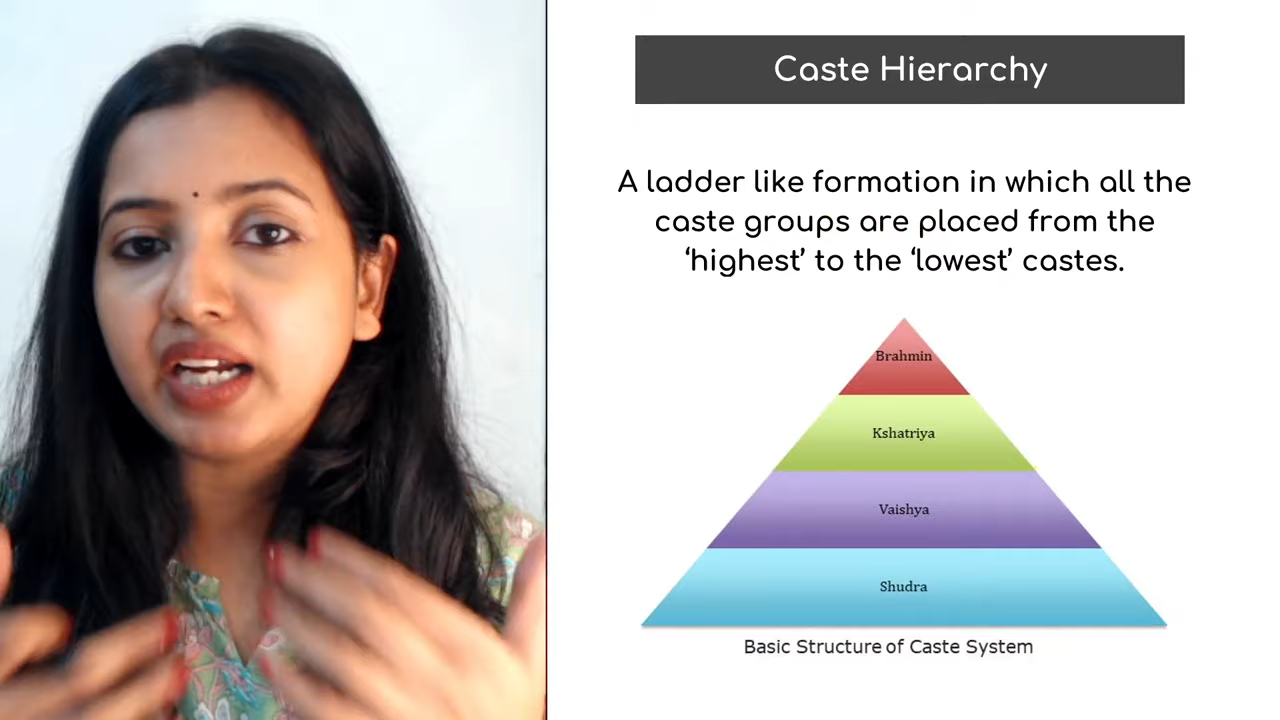 Caste Hierarchy
A ladder like formation in which all the
caste groups are placed from the
‘highest’ to the ‘lowest’ castes.
Brahmin
Kshatriya
Vaishya
Shudra
Basic Structure of Caste System